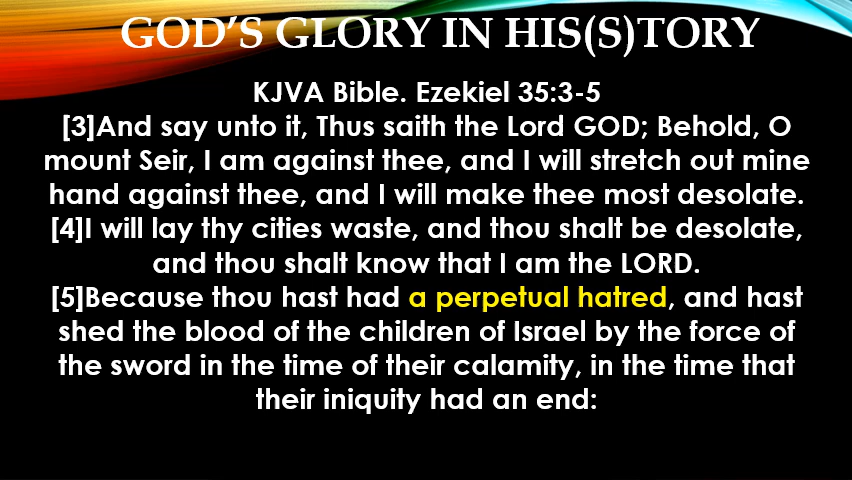 GOD'S GLORY IN HIS(S)TORY
KJVA Bible. Ezekiel 35:3-5
[3]And say unto it, Thus saith the Lord GOD; Behold, O
mount Seir, I am against thee, and I will stretch out mine
hand against thee, and I will make thee most desolate.
[4]I will lay thy cities waste, and thou shalt be desolate,
and thou shalt know that I am the LORD.
[5]Because thou hast had a perpetual hatred, and hast
shed the blood of the children of Israel by the force of
the sword in the time of their calamity, in the time that
their iniquity had an end: